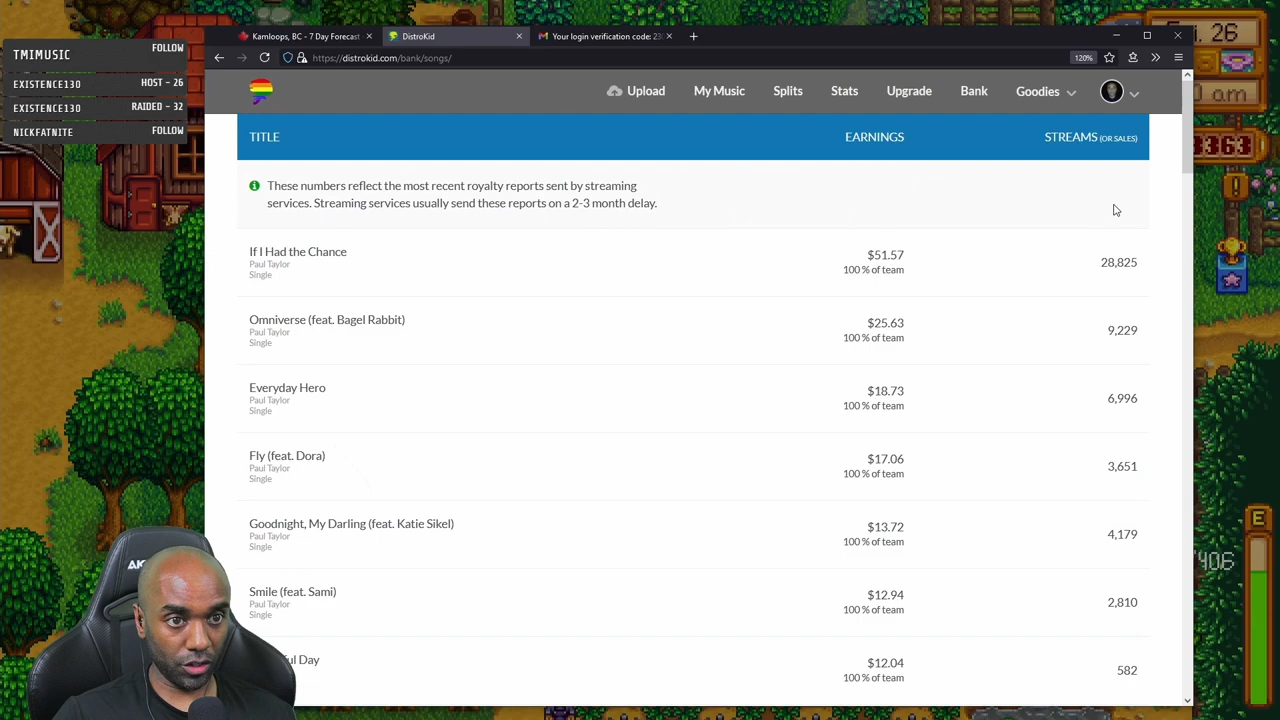 TMIMUSIC FOLLOW
EXISTENCE130 HOST - 26
EXISTENCE130 RAIDED - 32
NICKFATNITE FOLLOW
Kamloops, BC - 7 Day Forecast
DistroKid
Your login verification code: 230
https://distrokid.com/bank/songs/
120%
Upload My Music Splits Stats Upgrade Bank Goodies
TITLE EARNINGS STREAMS (OR SALES)
These numbers reflect the most recent royalty reports sent by streaming
services. Streaming services usually send these reports on a 2-3 month delay.
If I Had the Chance
Paul Taylor
Single
$51.57
100 % of team
28,825
Omniverse (feat. Bagel Rabbit)
Paul Taylor
Single
$25.63
100 % of team
9,229
Everyday Hero
Paul Taylor
Single
$18.73
100 % of team
6,996
Fly (feat. Dora)
Paul Taylor
Single
$17.06
100 % of team
3,651
Goodnight, My Darling (feat. Katie Sikel)
Paul Taylor
Single
$13.72
100 % of team
4,179
Smile (feat. Sami)
Paul Taylor
Single
$12.94
100 % of team
2,810
Day
$12.04
100 % of team
582
26
am
E